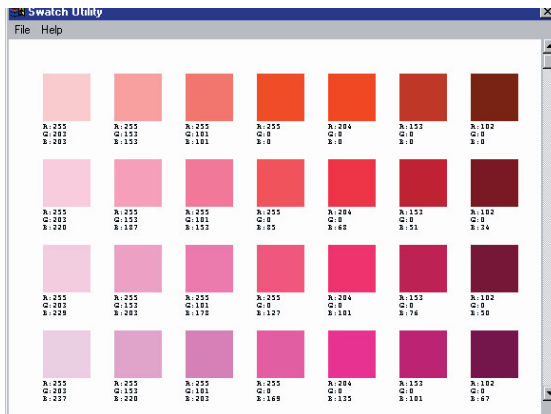 Swatch Utility
File Help
R:255 R:255 R:255 R:255 R:204 R:153 R:102
G:203 G:153 G:101 G:0 G:0 G:0 G:0
B:203 B:153 B:101 B:0 B:0 B:0 B:0
R:255 R:255 R:255 R:255 R:204 R:153 R:102
G:203 G:153 G:101 G:0 G:0 G:0 G:0
B:220 B:187 B:153 B:85 B:68 B:51 B:34
R:255 R:255 R:255 R:255 R:204 R:153 R:102
G:203 G:153 G:101 G:0 G:0 G:0 G:0
B:229 B:203 B:178 B:127 B:101 B:76 B:50
R:255 R:255 R:255 R:255 R:204 R:153 R:102
G:203 G:153 G:101 G:0 G:0 G:0 G:0
B:237 B:220 B:203 B:169 B:135 B:101 B:67